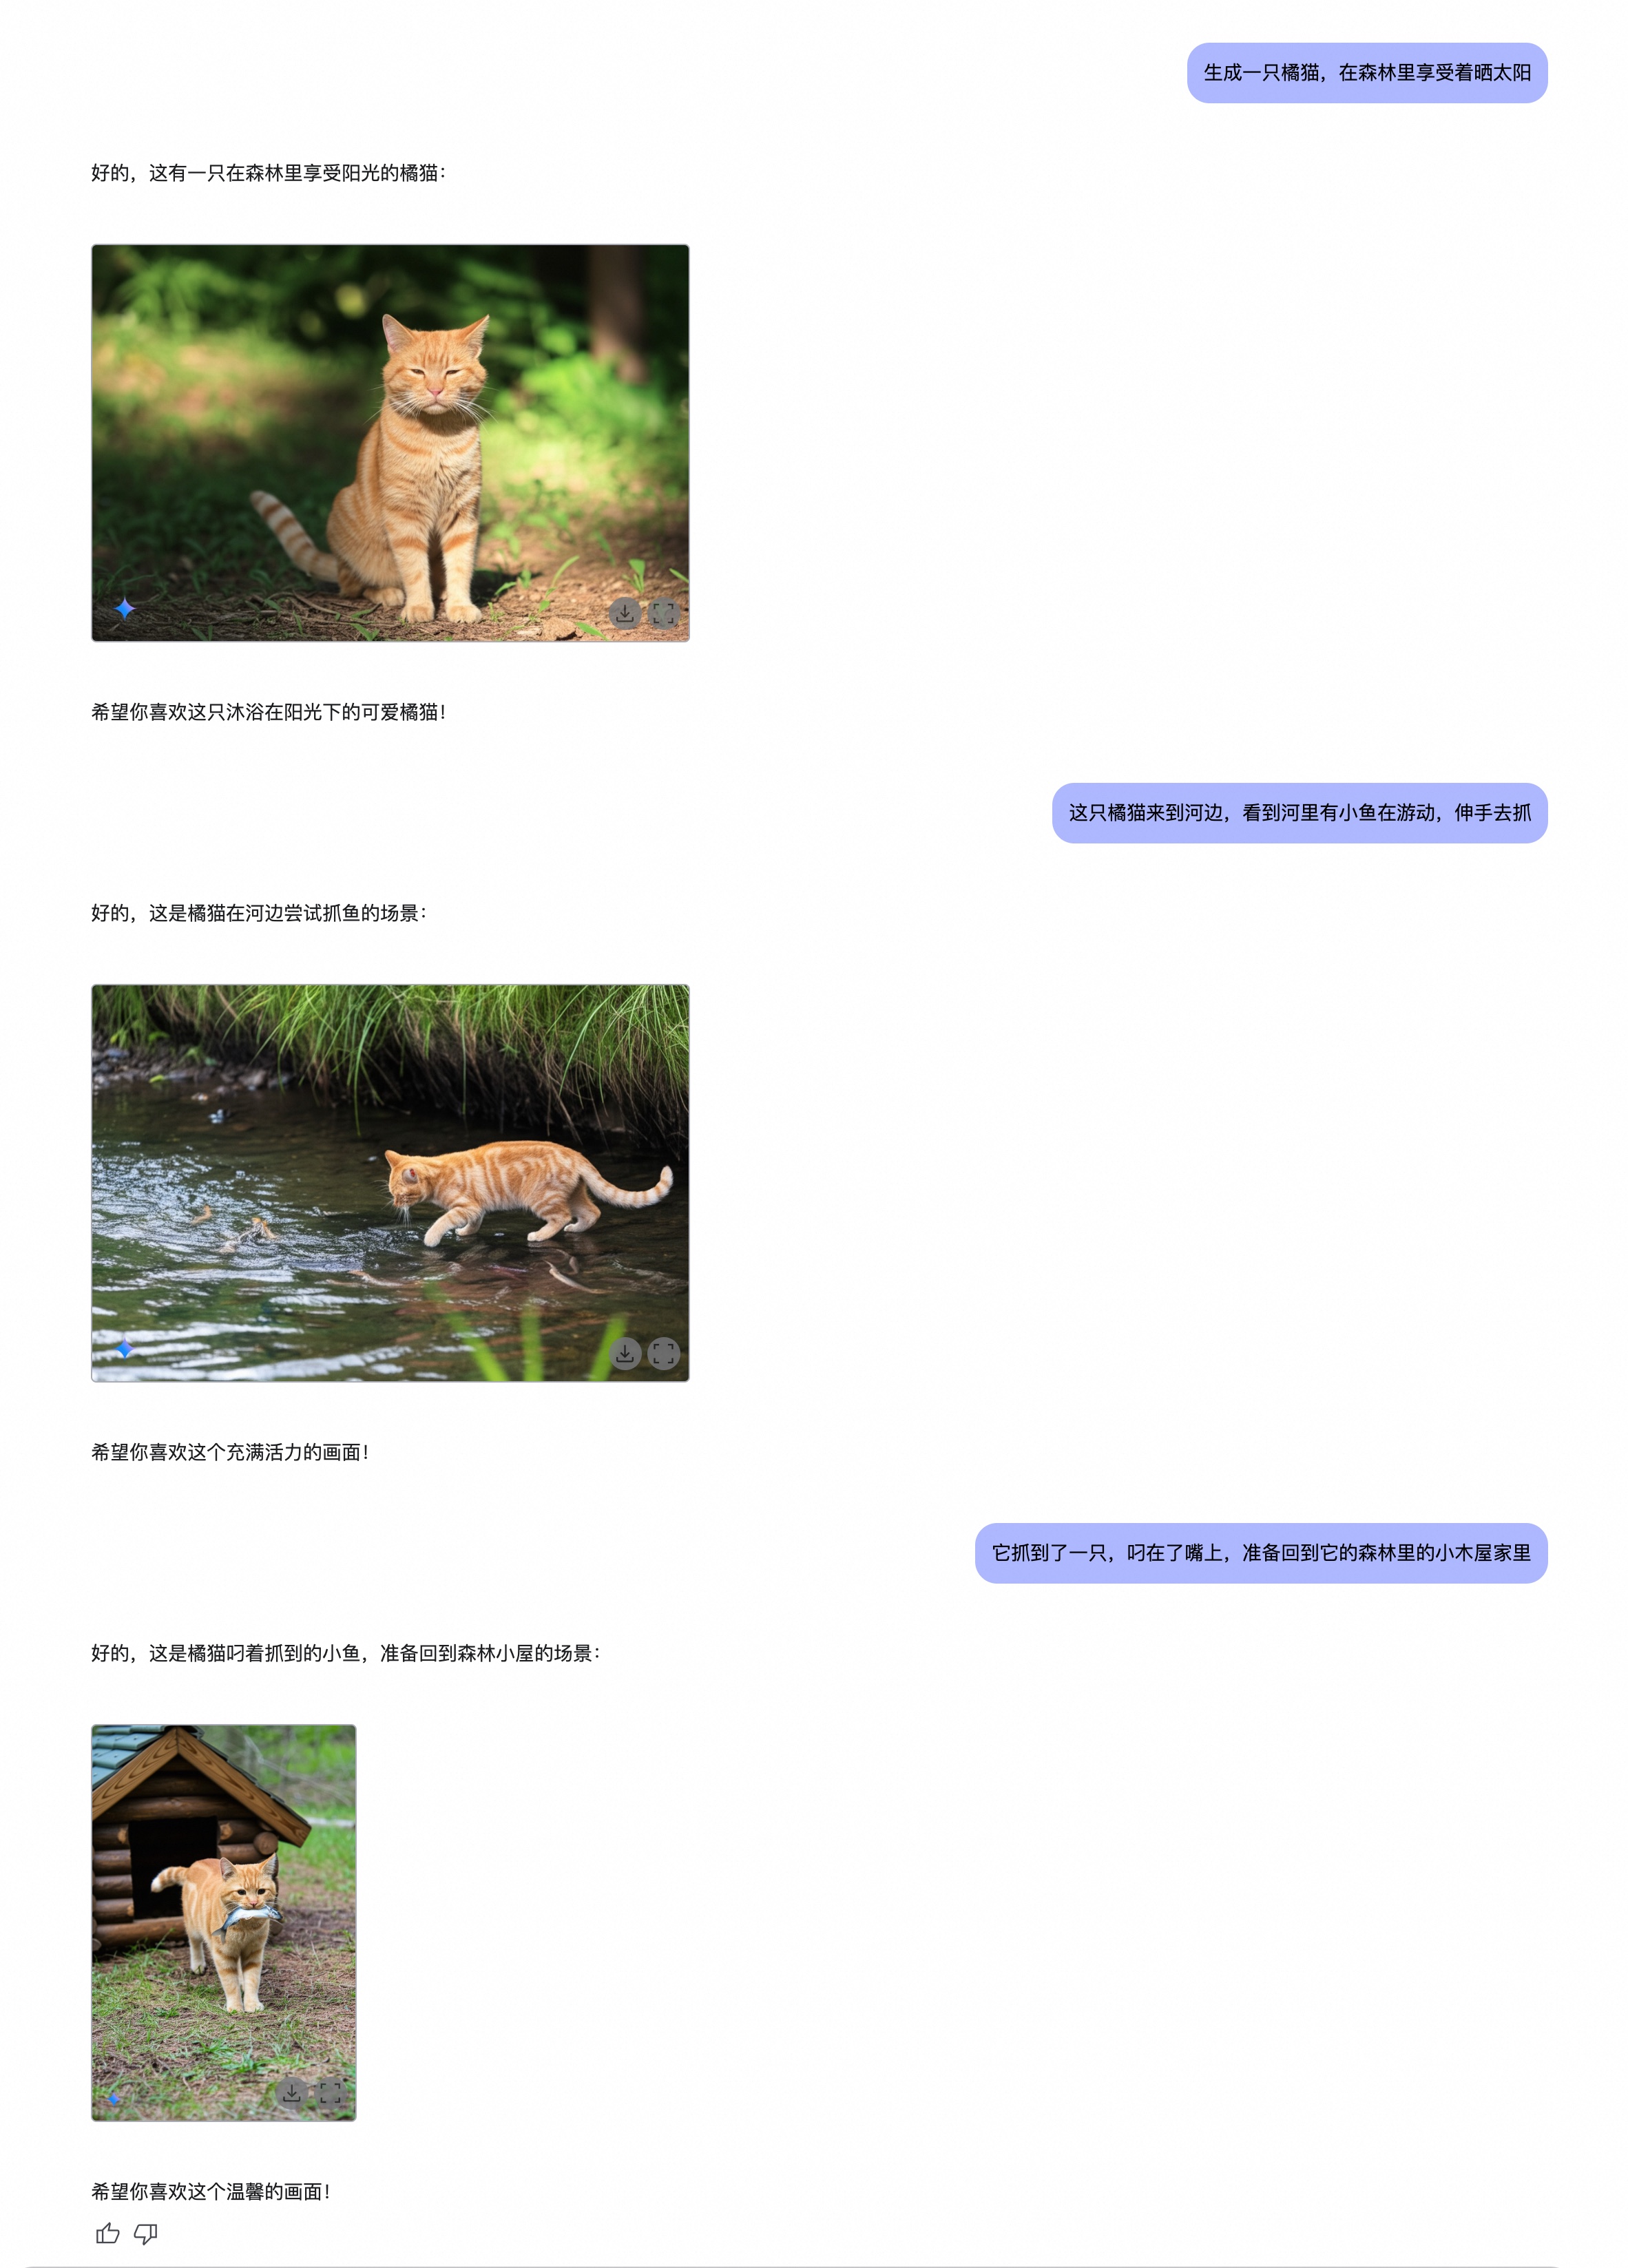 生成一只橘猫，在森林里享受着晒太阳
好的，这有一只在森林里享受阳光的橘猫：
希望你喜欢这只沐浴在阳光下的可爱橘猫！
这只橘猫来到河边，看到河里有小鱼在游动，伸手去抓
好的，这是橘猫在河边尝试抓鱼的场景：
希望你喜欢这个充满活力的画面！
它抓到了一只，叼在了嘴上，准备回到它的森林里的小木屋家里
好的，这是橘猫叼着抓到的小鱼，准备回到森林小屋的场景：
希望你喜欢这个温馨的画面！